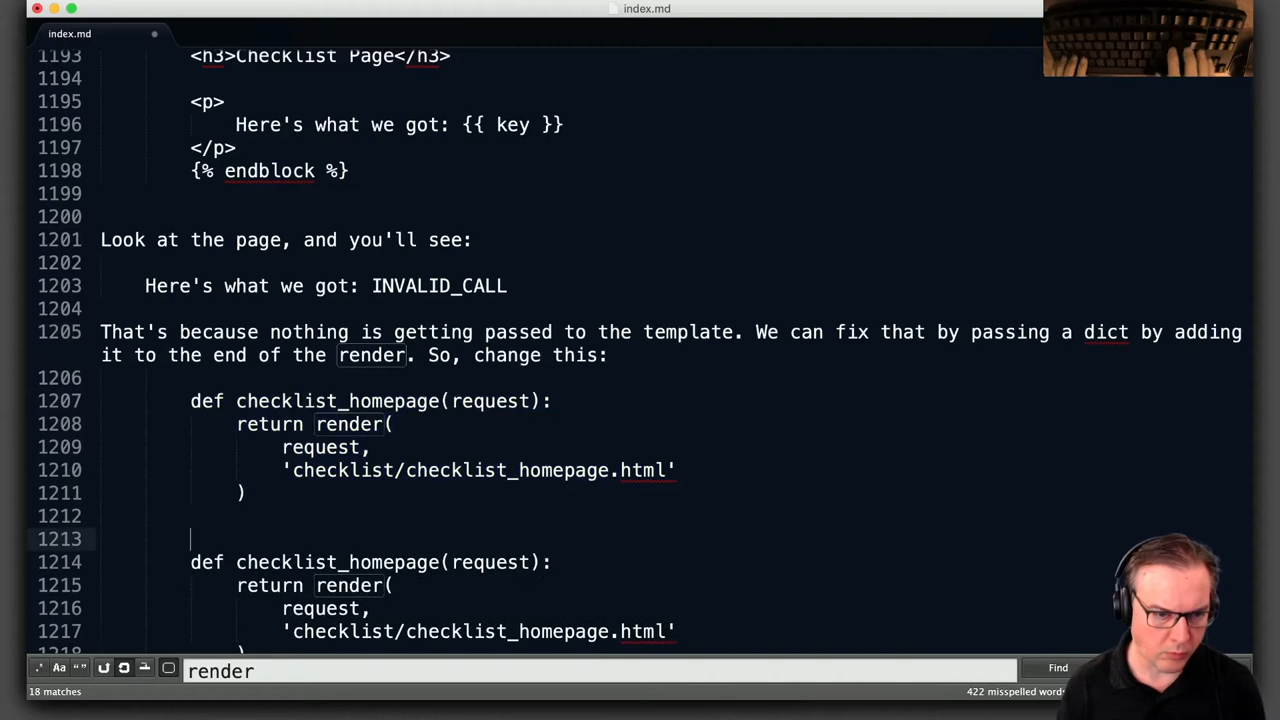 index.md
index.md
1193 <h3>Checklist Page</h3>
1194
1195 <p>
1196 Here's what we got: {{ key }}
1197 </p>
1198 {% endblock %}
1199
1200
1201 Look at the page, and you'll see:
1202
1203 Here's what we got: INVALID_CALL
1204
1205 That's because nothing is getting passed to the template. We can fix that by passing a dict by adding
it to the end of the render. So, change this:
1206
1207 def checklist_homepage(request):
1208 return render(
1209 request,
1210 'checklist/checklist_homepage.html'
1211 )
1212
1213
1214 def checklist_homepage(request):
1215 return render(
1216 request,
1217 'checklist/checklist_homepage.html'
1218 )
.* Aa “” render Find
18 matches 422 misspelled